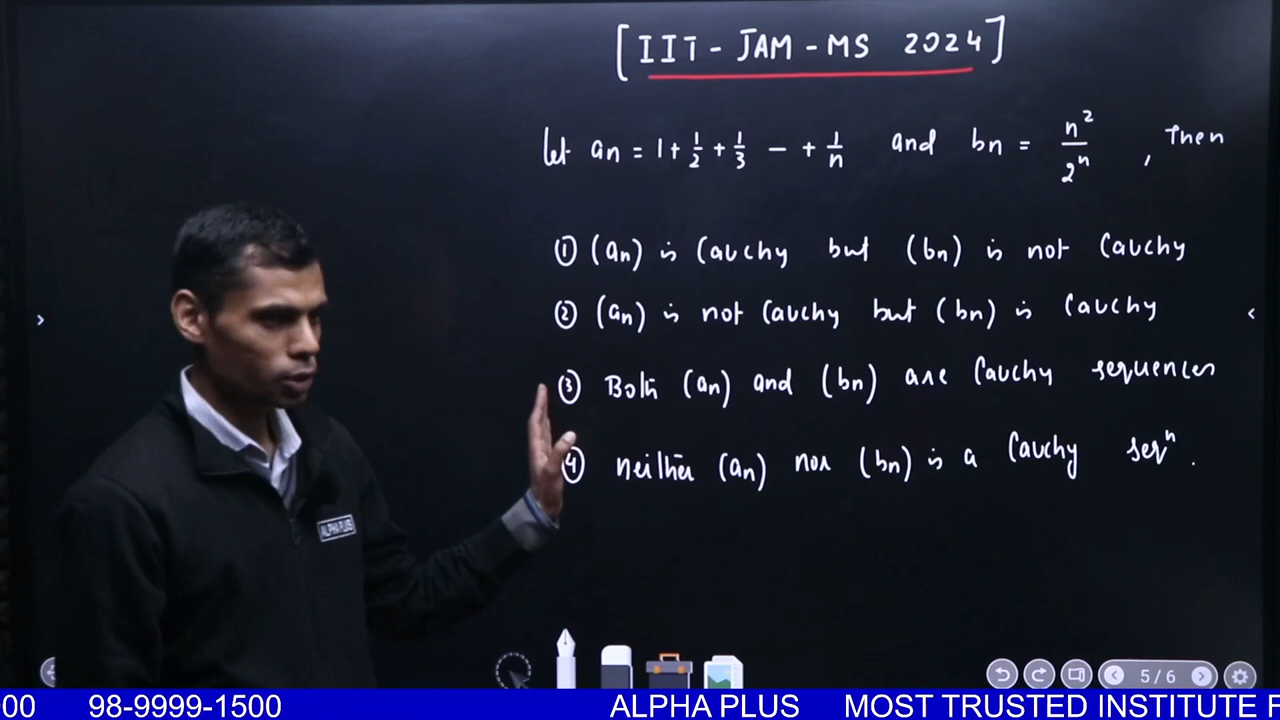 [IIT-JAM-MS 2024]
Let an = 1 + 1/2 + 1/3 - + 1/n and bn = n²/2ⁿ , Then
① (an) is Cauchy but (bn) is not Cauchy
② (an) is not Cauchy but (bn) is Cauchy
③ Both (an) and (bn) are Cauchy sequences
④ neither (an) nor (bn) is a Cauchy seqⁿ.
ALPHA PLUS
5/6
00 98-9999-1500 ALPHA PLUS MOST TRUSTED INSTITUTE F